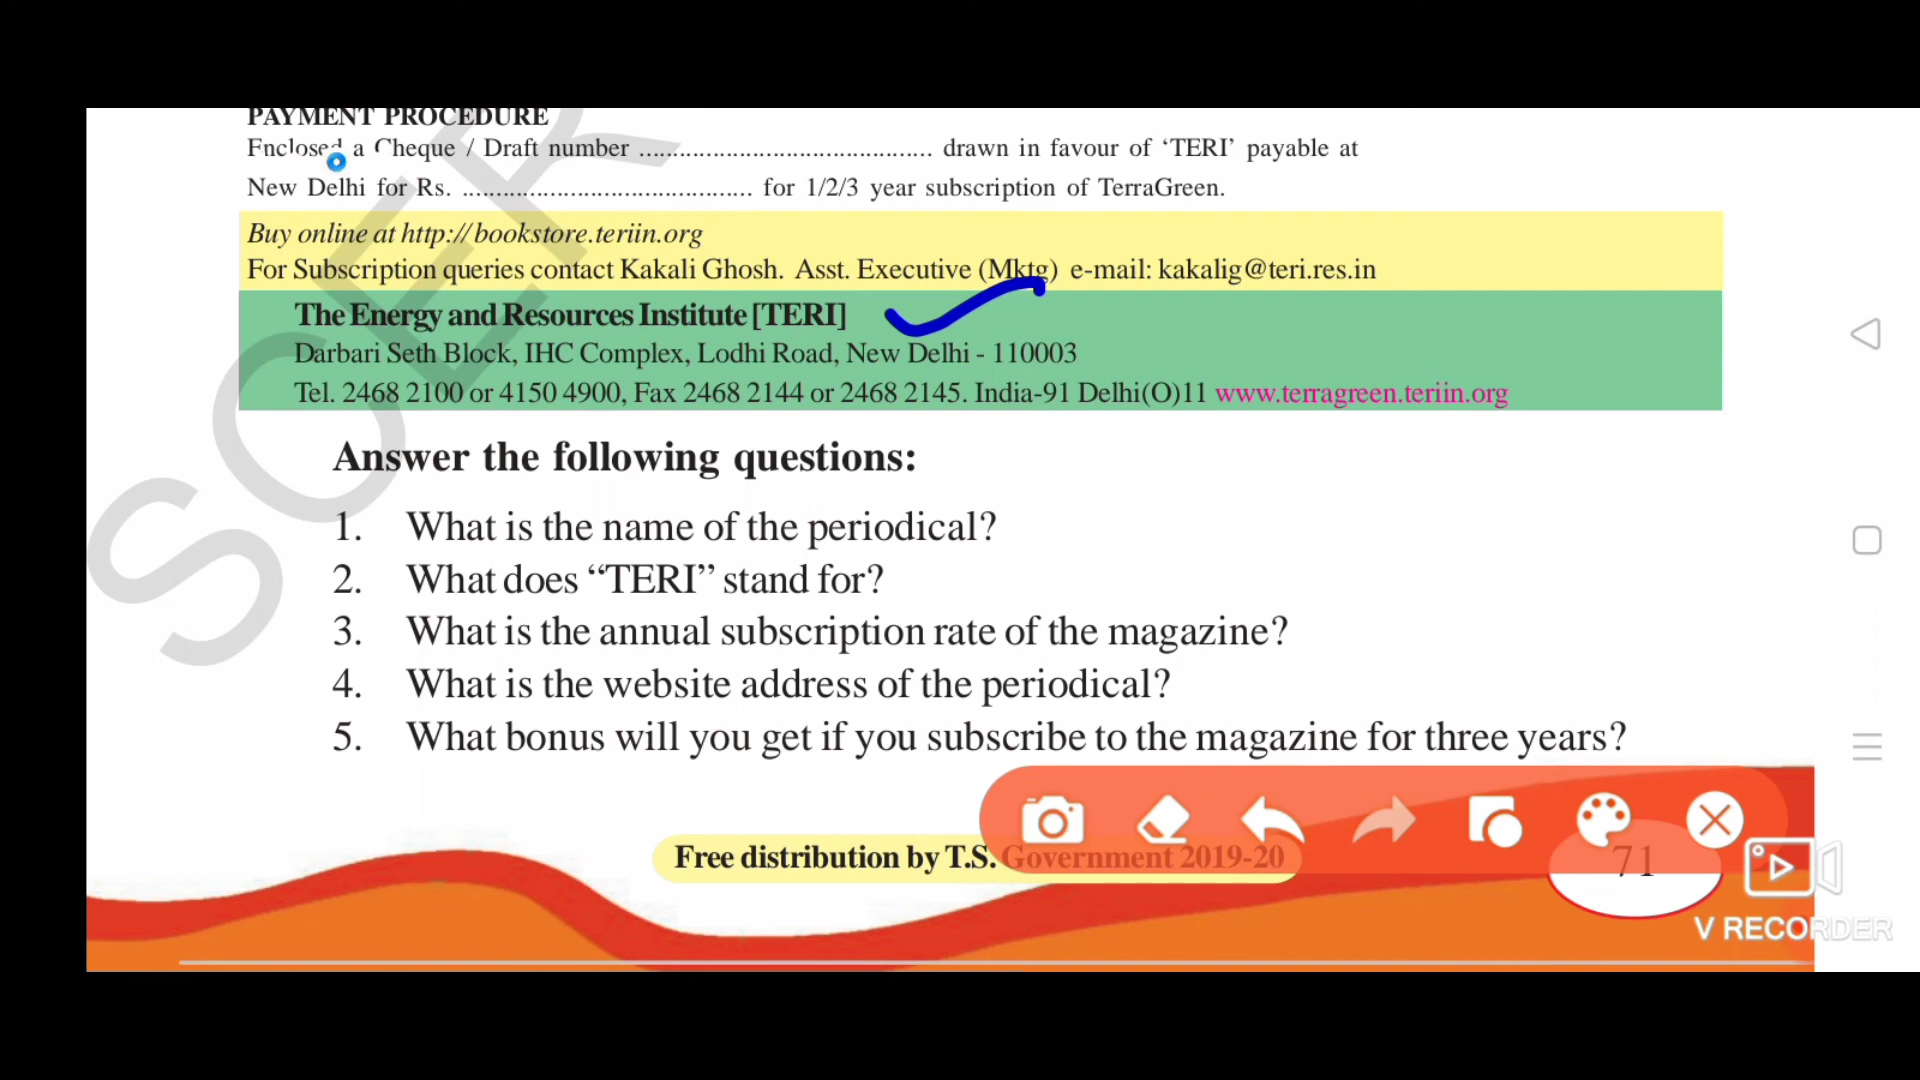 PAYMENT PROCEDURE
Enclosed a Cheque / Draft number ........................................... drawn in favour of ‘TERI’ payable at
New Delhi for Rs. ........................................... for 1/2/3 year subscription of TerraGreen.
Buy online at http://bookstore.teriin.org
For Subscription queries contact Kakali Ghosh. Asst. Executive (Mktg) e-mail: kakalig@teri.res.in
The Energy and Resources Institute [TERI]
Darbari Seth Block, IHC Complex, Lodhi Road, New Delhi - 110003
Tel. 2468 2100 or 4150 4900, Fax 2468 2144 or 2468 2145. India-91 Delhi(O)11 www.terragreen.teriin.org
SCER
Answer the following questions:
1. What is the name of the periodical?
2. What does “TERI” stand for?
3. What is the annual subscription rate of the magazine?
4. What is the website address of the periodical?
5. What bonus will you get if you subscribe to the magazine for three years?
Free distribution by T.S. Government 2019-20
71
V RECORDER